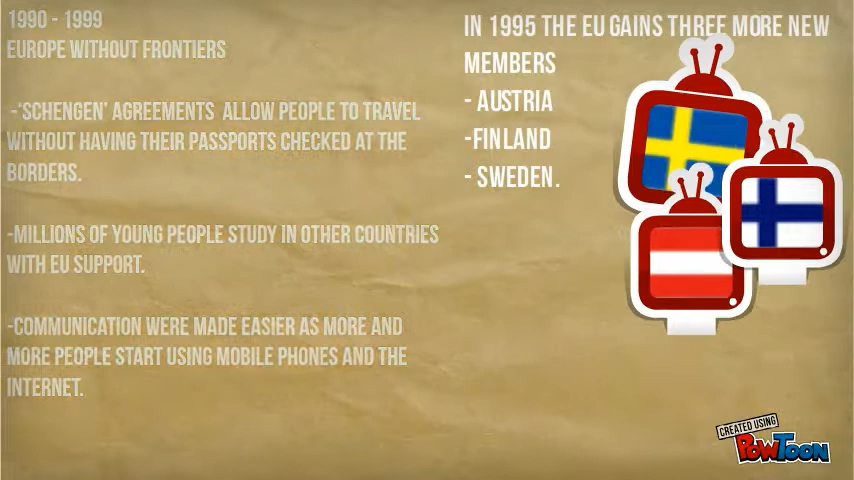 1990 - 1999
EUROPE WITHOUT FRONTIERS
-'SCHENGEN' AGREEMENTS ALLOW PEOPLE TO TRAVEL
WITHOUT HAVING THEIR PASSPORTS CHECKED AT THE
BORDERS.
-MILLIONS OF YOUNG PEOPLE STUDY IN OTHER COUNTRIES
WITH EU SUPPORT.
-COMMUNICATION WERE MADE EASIER AS MORE AND
MORE PEOPLE START USING MOBILE PHONES AND THE
INTERNET.
IN 1995 THE EU GAINS THREE MORE NEW
MEMBERS
- AUSTRIA
-FINLAND
- SWEDEN.
CREATED USING
POWTOON